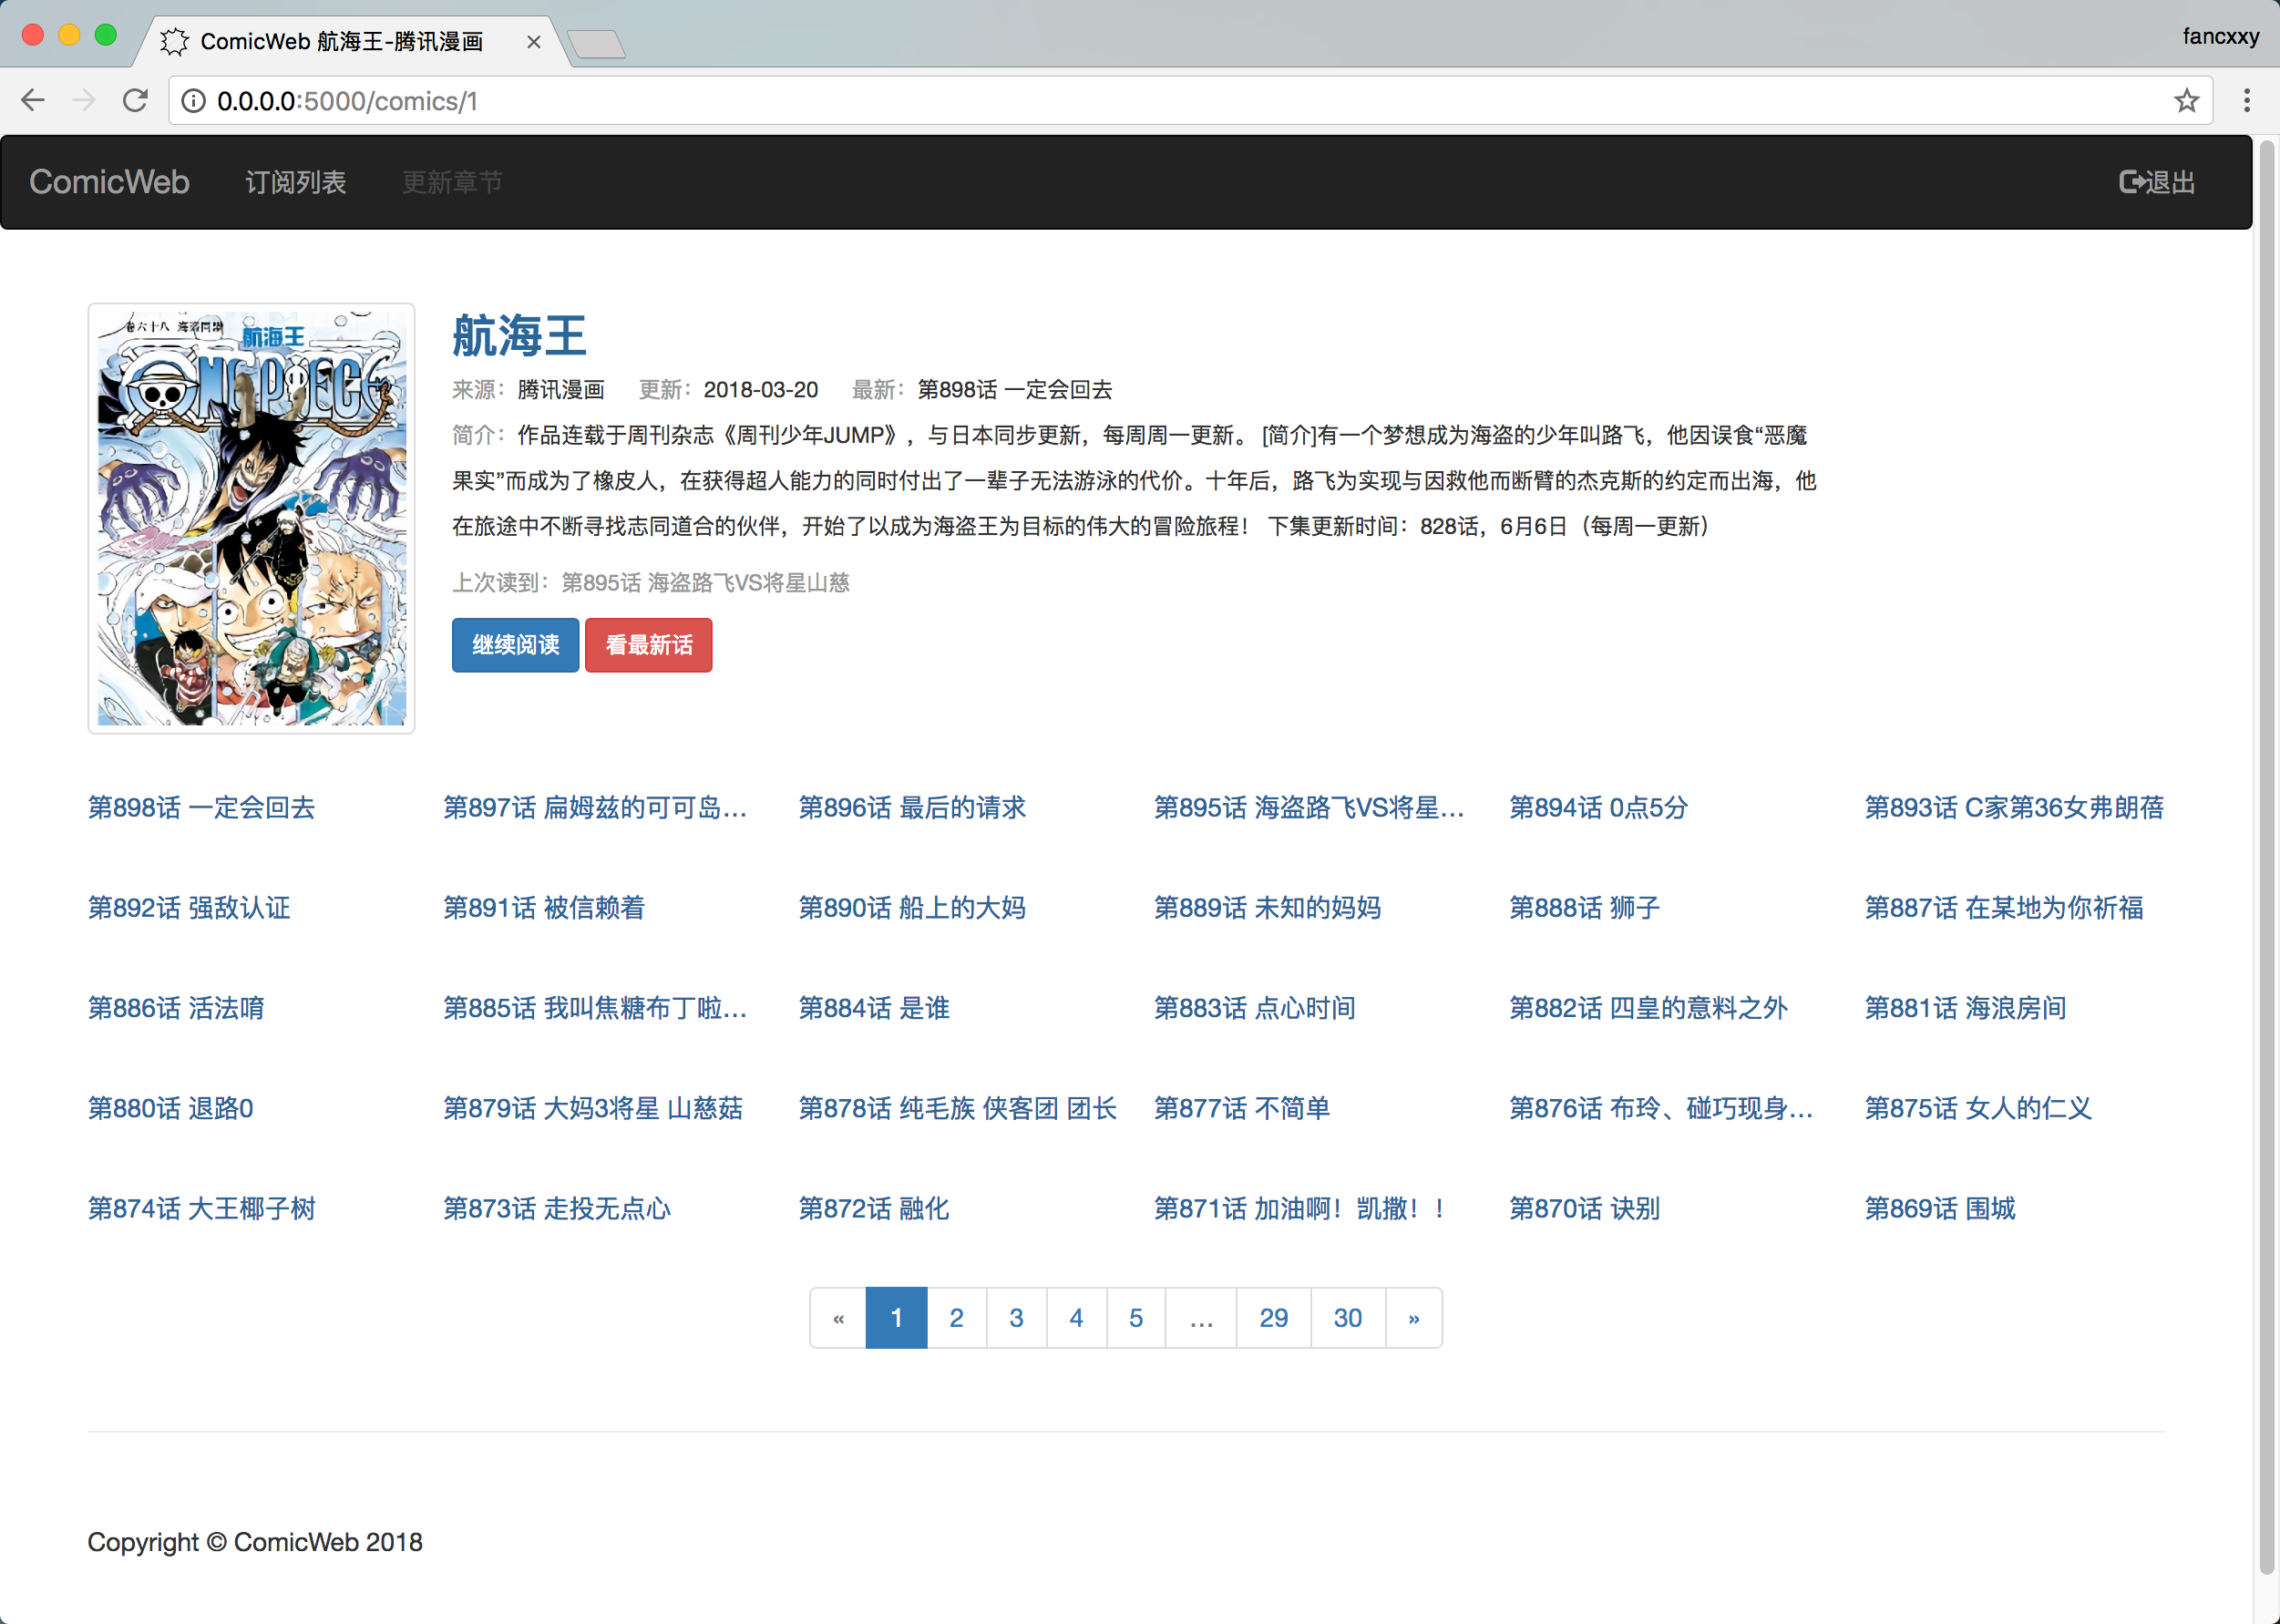 ComicWeb 航海王-腾讯漫画
fancxxy
0.0.0.0:5000/comics/1
ComicWeb 订阅列表 更新章节 退出
卷六十八 海盗同盟
航海王
ONE PIECE
航海王
来源：腾讯漫画 更新：2018-03-20 最新：第898话 一定会回去
简介：作品连载于周刊杂志《周刊少年JUMP》，与日本同步更新，每周周一更新。 [简介]有一个梦想成为海盗的少年叫路飞，他因误食“恶魔
果实”而成为了橡皮人，在获得超人能力的同时付出了一辈子无法游泳的代价。十年后，路飞为实现与因救他而断臂的杰克斯的约定而出海，他
在旅途中不断寻找志同道合的伙伴，开始了以成为海盗王为目标的伟大的冒险旅程！ 下集更新时间：828话，6月6日（每周一更新）
上次读到：第895话 海盗路飞VS将星山慈
继续阅读 看最新话
第898话 一定会回去 第897话 扁姆兹的可可岛... 第896话 最后的请求 第895话 海盗路飞VS将星... 第894话 0点5分 第893话 C家第36女弗朗蓓
第892话 强敌认证 第891话 被信赖着 第890话 船上的大妈 第889话 未知的妈妈 第888话 狮子 第887话 在某地为你祈福
第886话 活法唷 第885话 我叫焦糖布丁啦... 第884话 是谁 第883话 点心时间 第882话 四皇的意料之外 第881话 海浪房间
第880话 退路0 第879话 大妈3将星 山慈菇 第878话 纯毛族 侠客团 团长 第877话 不简单 第876话 布玲、碰巧现身... 第875话 女人的仁义
第874话 大王椰子树 第873话 走投无点心 第872话 融化 第871话 加油啊！凯撒！！ 第870话 诀别 第869话 围城
« 1 2 3 4 5 ... 29 30 »
Copyright © ComicWeb 2018